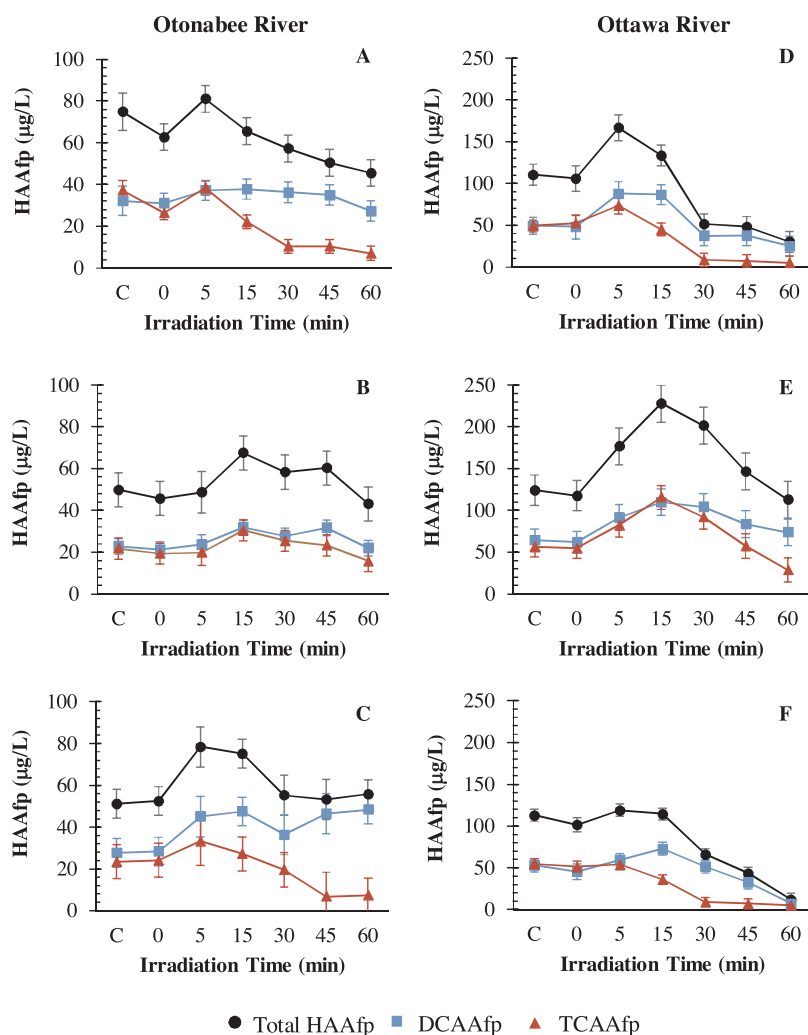 Otonabee River
Ottawa River
A
HAAfp (µg/L)
100
80
60
40
20
0
C 0 5 15 30 45 60
Irradiation Time (min)
D
HAAfp (µg/L)
250
200
150
100
50
0
C 0 5 15 30 45 60
Irradiation Time (min)
B
HAAfp (µg/L)
100
80
60
40
20
0
C 0 5 15 30 45 60
Irradiation Time (min)
E
HAAfp (µg/L)
250
200
150
100
50
0
C 0 5 15 30 45 60
Irradiation Time (min)
C
HAAfp (µg/L)
100
80
60
40
20
0
C 0 5 15 30 45 60
Irradiation Time (min)
F
HAAfp (µg/L)
250
200
150
100
50
0
C 0 5 15 30 45 60
Irradiation Time (min)
Total HAAfp DCAAfp TCAAfp